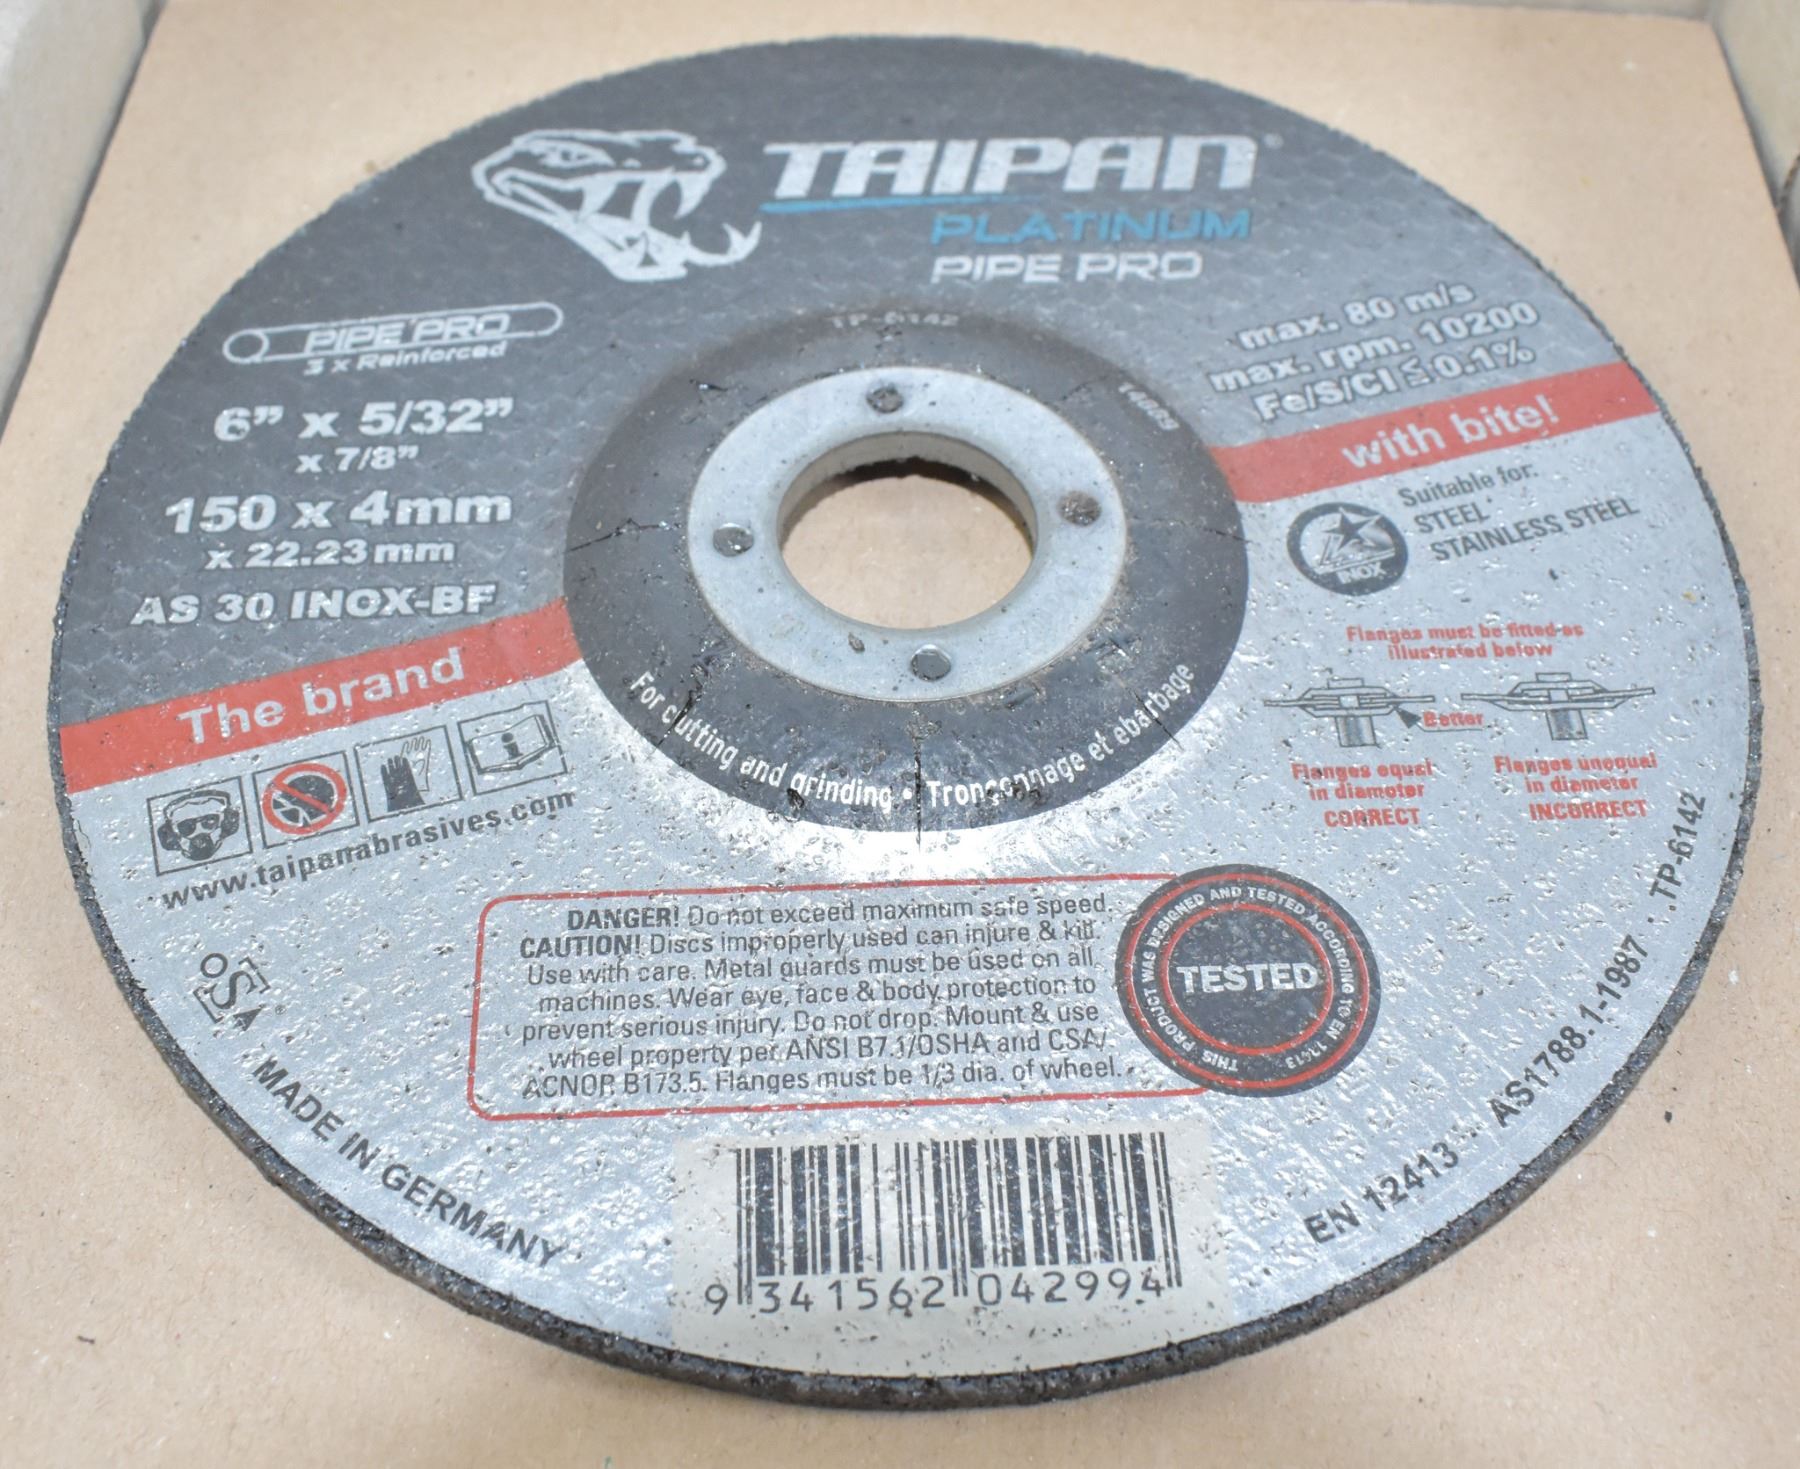 TAIPAN®
PLATINUM
PIPE PRO
TP-6142
PIPE PRO
3 x Reinforced
6” x 5/32”
x 7/8”
150 x 4mm
x 22.23mm
AS 30 INOX-BF
max. 80 m/s
max. rpm. 10200
Fe/S/Cl ≤ 0.1%
The brand
with bite!
Suitable for:
STEEL
STAINLESS STEEL
INOX
Flanges must be fitted as
illustrated below
Better
Flanges equal
in diameter
CORRECT
Flanges unequal
in diameter
INCORRECT
For cutting and grinding • Tronçonnage et ebarbage
www.taipanabrasives.com
DANGER! Do not exceed maximum safe speed.
CAUTION! Discs improperly used can injure & kill.
Use with care. Metal guards must be used on all
machines. Wear eye, face & body protection to
prevent serious injury. Do not drop. Mount & use
wheel property per ANSI B7.1/OSHA and CSA/
ACNOR B173.5. Flanges must be 1/3 dia. of wheel.
THIS PRODUCT WAS DESIGNED AND TESTED ACCORDING TO EN 12413
TESTED
oSa®
MADE IN GERMANY
EN 12413 AS1788.1-1987 TP-6142
9 341562 042994